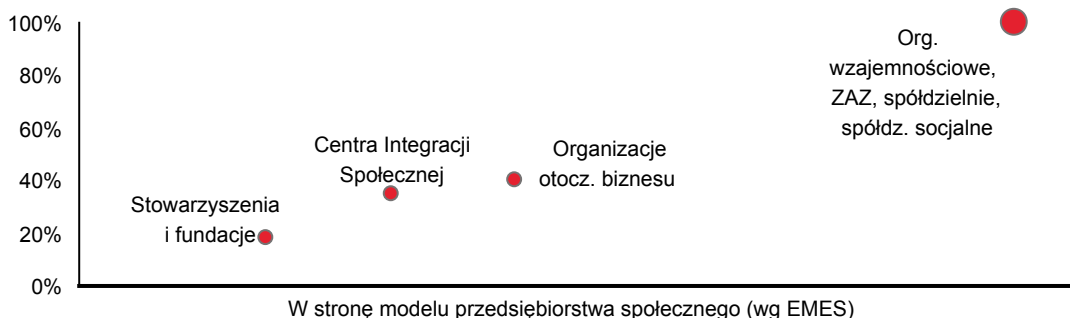 100%
80%
60%
40%
20%
0%
Org.
wzajemnościowe,
ZAZ, spółdzielnie,
spółdz. socjalne
Centra Integracji
Społecznej
Organizacje
otocz. biznesu
Stowarzyszenia
i fundacje
W stronę modelu przedsiębiorstwa społecznego (wg EMES)